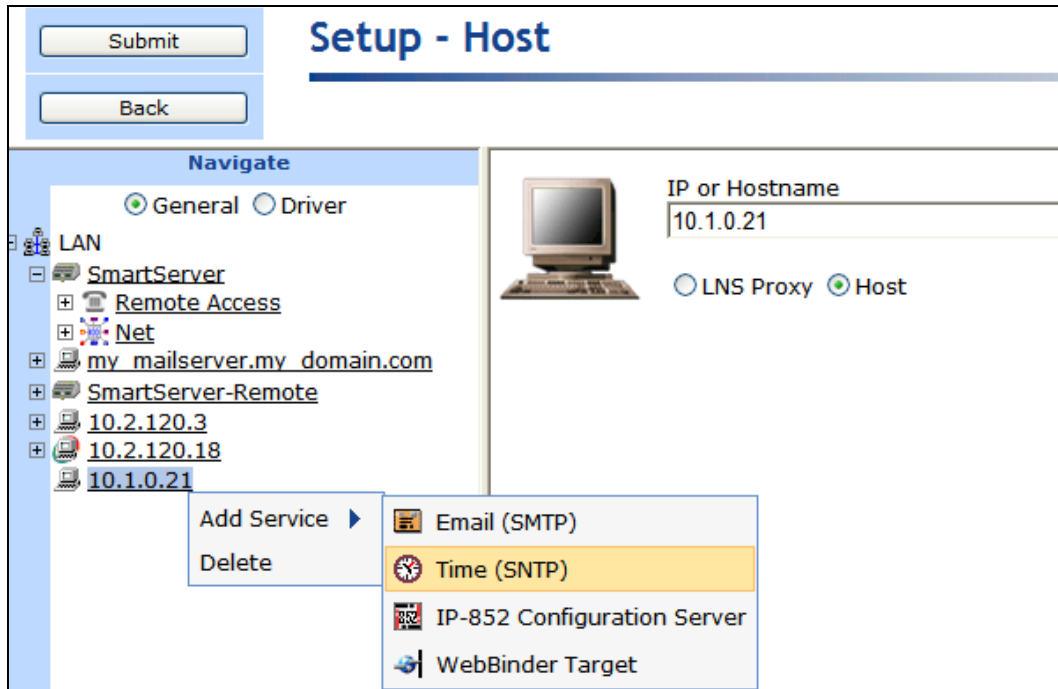 Submit
Setup - Host
Back
Navigate
General Driver
LAN
SmartServer
Remote Access
Net
my_mailserver.my_domain.com
SmartServer-Remote
10.2.120.3
10.2.120.18
10.1.0.21
IP or Hostname
10.1.0.21
LNS Proxy Host
Add Service
Delete
Email (SMTP)
Time (SNTP)
IP-852 Configuration Server
WebBinder Target